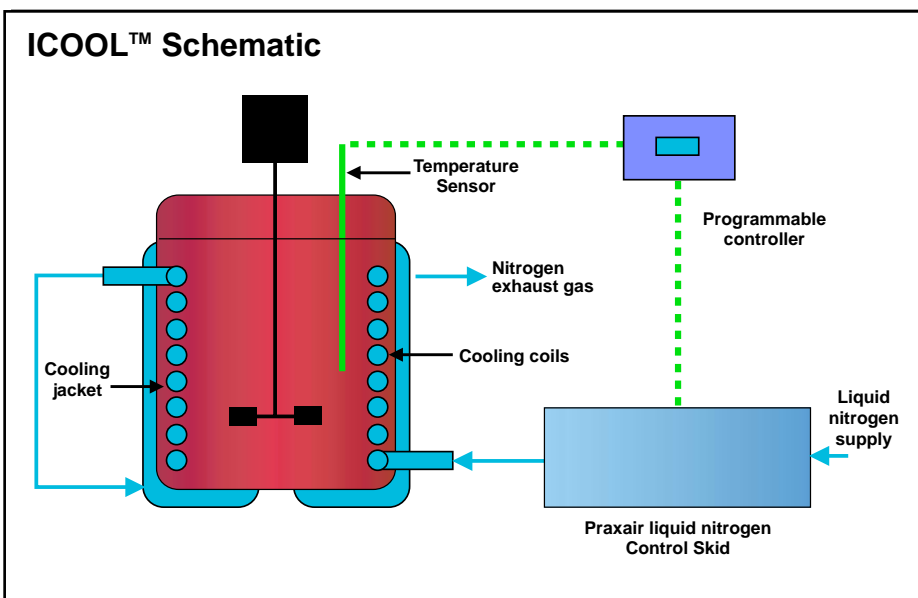 ICOOL™ Schematic
Temperature
Sensor
Programmable
controller
Nitrogen
exhaust gas
Cooling coils
Cooling
jacket
Liquid
nitrogen
supply
Praxair liquid nitrogen
Control Skid